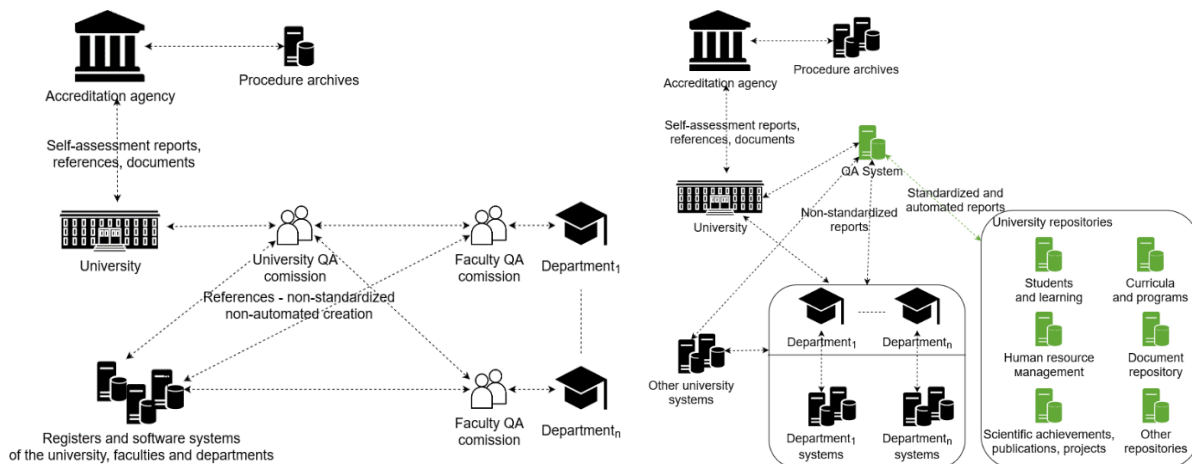 Accreditation agency
Procedure archives
Self-assessment reports,
references, documents
University
University QA
comission
Faculty QA
comission
Department₁
References - non-standardized
non-automated creation
Registers and software systems
of the university, faculties and departments
Faculty QA
comission
Departmentₙ
Accreditation agency
Procedure archives
Self-assessment reports,
references, documents
QA System
University
Non-standardized
reports
Standardized and
automated reports
University repositories
Students
and learning
Curricula
and programs
Human resource
management
Document
repository
Scientific achievements,
publications, projects
Other
repositories
Department₁
Departmentₙ
Other university
systems
Department₁
systems
Departmentₙ
systems